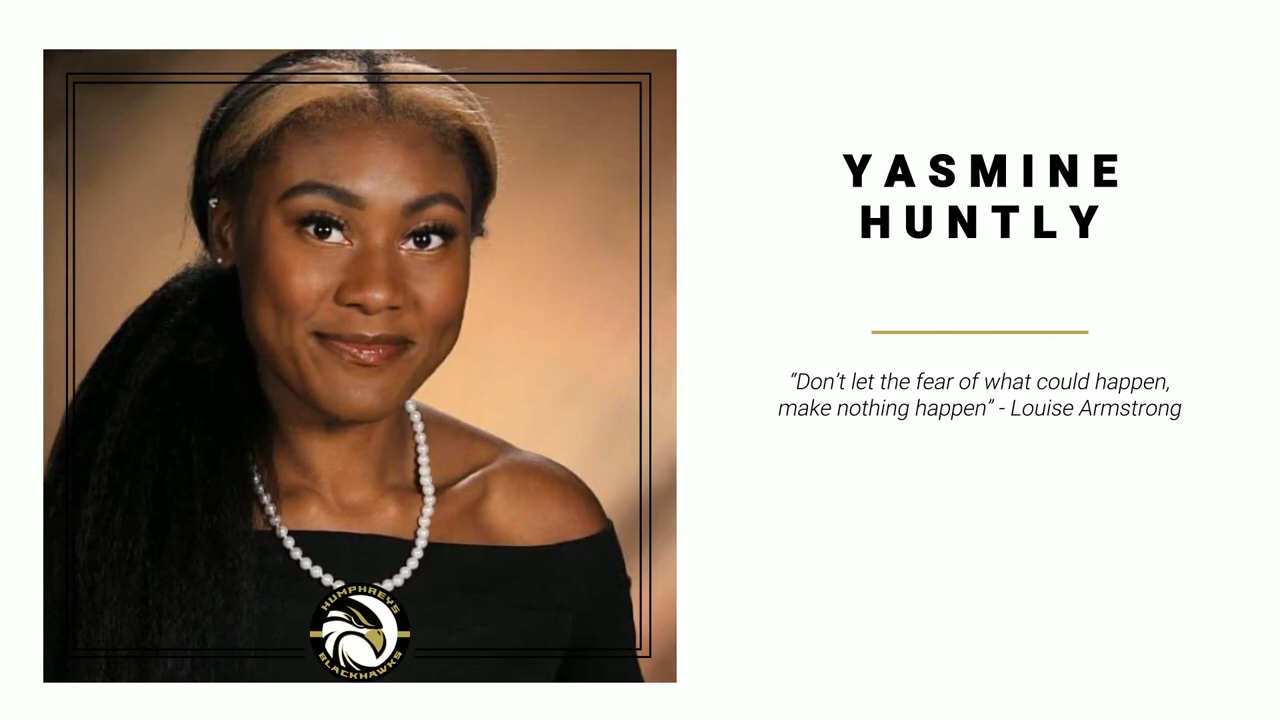 YASMINE
HUNTLY
“Don’t let the fear of what could happen,
make nothing happen” - Louise Armstrong
HUMPHREYS
BLACKHAWKS